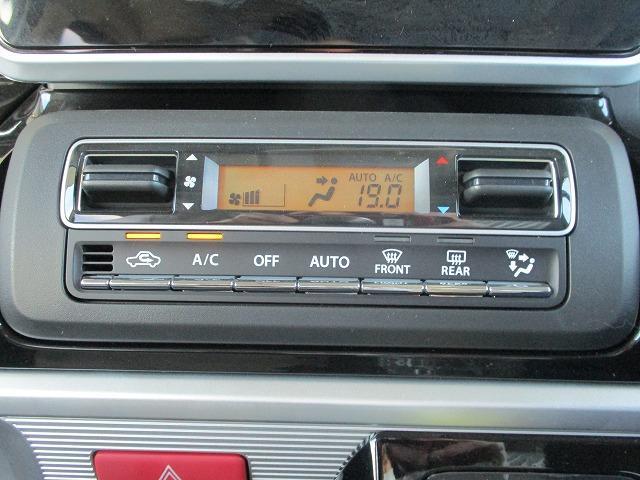 AUTO A/C
19.0
A/C OFF AUTO FRONT REAR